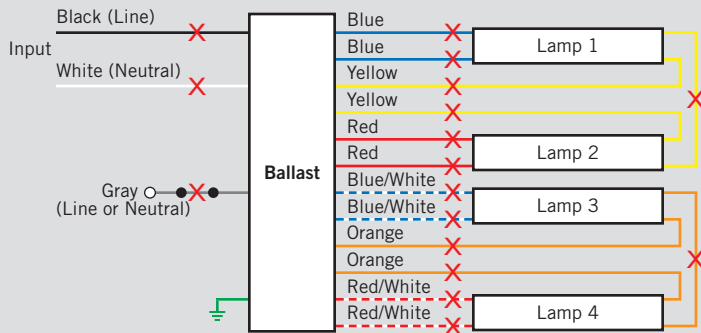 Black (Line)
Input
White (Neutral)
Gray
(Line or Neutral)
Ballast
Blue
Blue
Yellow
Yellow
Red
Red
Blue/White
Blue/White
Orange
Orange
Red/White
Red/White
Lamp 1
Lamp 2
Lamp 3
Lamp 4